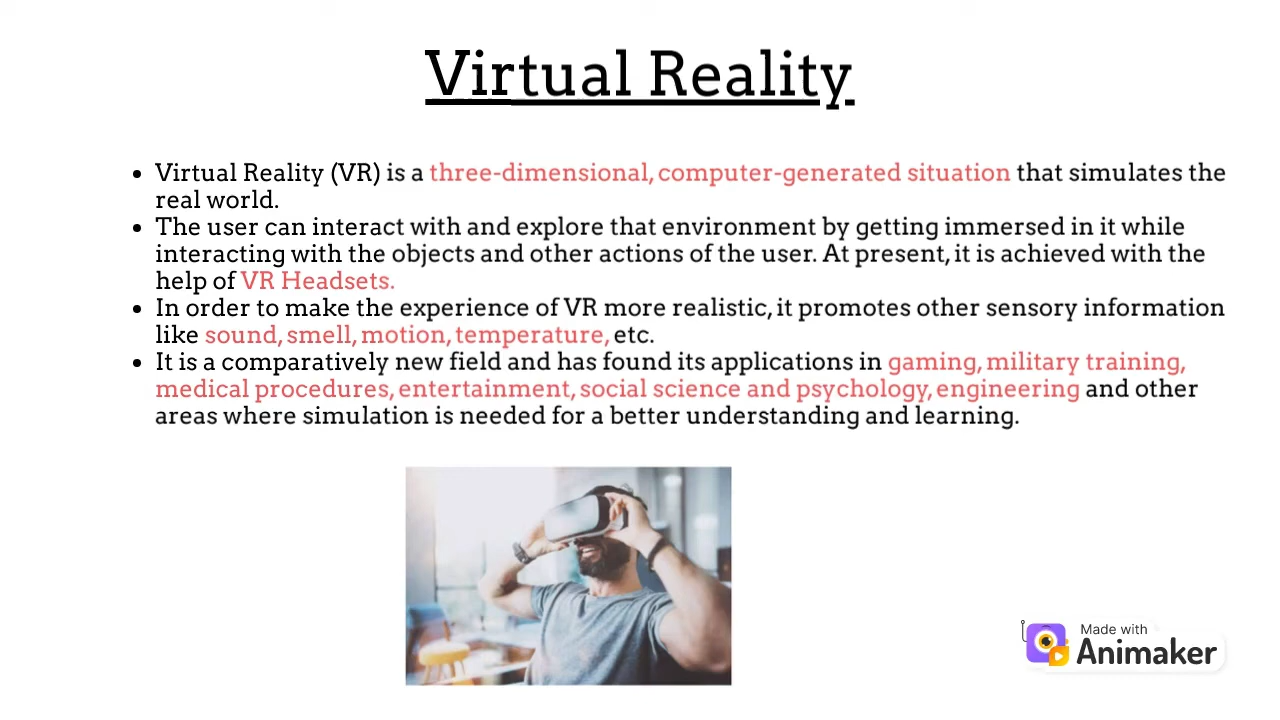 Virtual Reality
• Virtual Reality (VR) is a three-dimensional, computer-generated situation that simulates the
real world.
• The user can interact with and explore that environment by getting immersed in it while
interacting with the objects and other actions of the user. At present, it is achieved with the
help of VR Headsets.
• In order to make the experience of VR more realistic, it promotes other sensory information
like sound, smell, motion, temperature, etc.
• It is a comparatively new field and has found its applications in gaming, military training,
medical procedures, entertainment, social science and psychology, engineering and other
areas where simulation is needed for a better understanding and learning.
Made with
Animaker